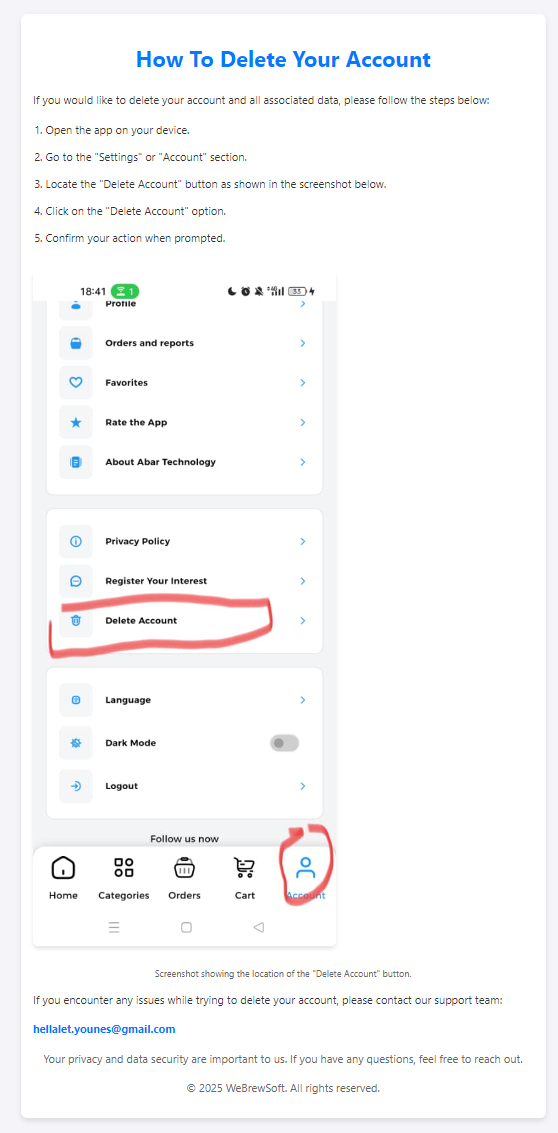 How To Delete Your Account
If you would like to delete your account and all associated data, please follow the steps below:
1. Open the app on your device.
2. Go to the "Settings" or "Account" section.
3. Locate the "Delete Account" button as shown in the screenshot below.
4. Click on the "Delete Account" option.
5. Confirm your action when prompted.
18:41 1 4G 33
Profile
Orders and reports
Favorites
Rate the App
About Abar Technology
Privacy Policy
Register Your Interest
Delete Account
Language
Dark Mode
Logout
Follow us now
Home Categories Orders Cart Account
Screenshot showing the location of the "Delete Account" button.
If you encounter any issues while trying to delete your account, please contact our support team:
hellalet.younes@gmail.com
Your privacy and data security are important to us. If you have any questions, feel free to reach out.
© 2025 WeBrewSoft. All rights reserved.